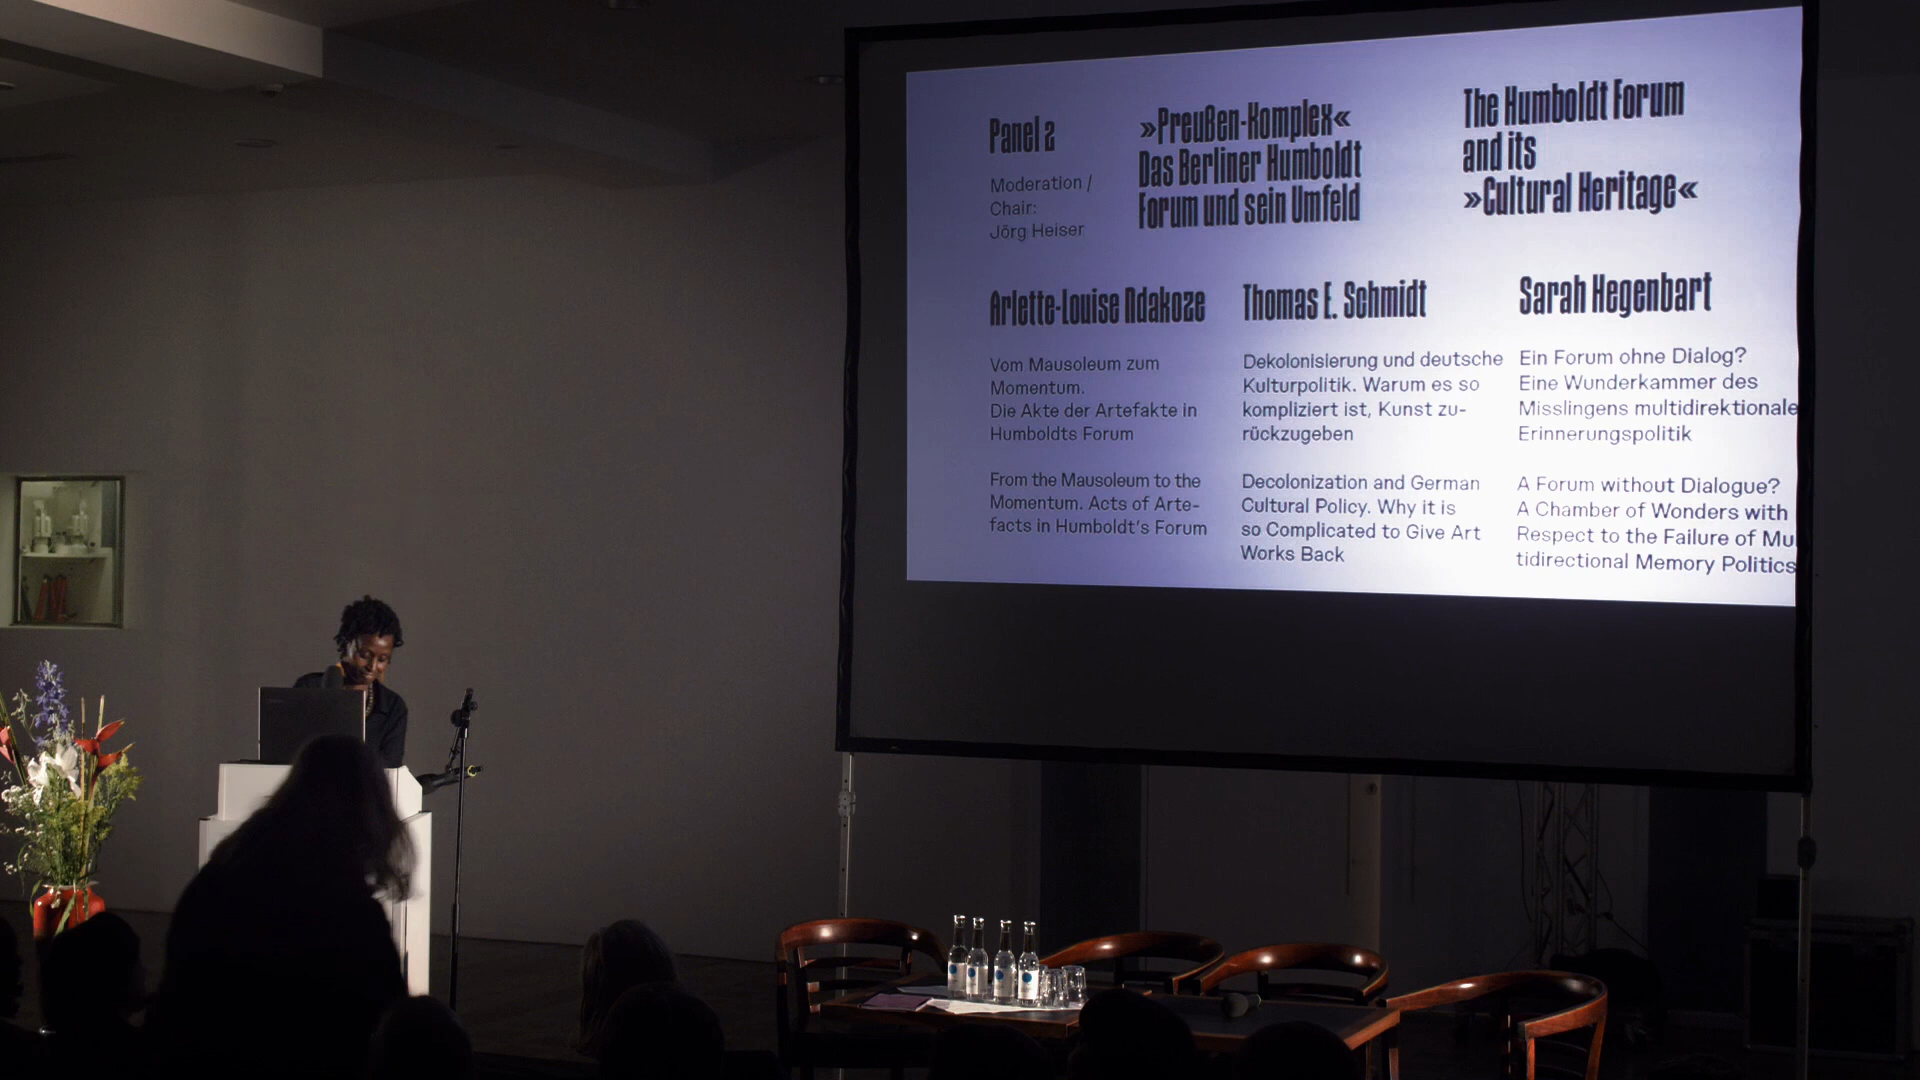 Panel 2
Moderation /
Chair:
Jörg Heiser
»Preußen-Komplex«
Das Berliner Humboldt
Forum und sein Umfeld
The Humboldt Forum
and its
»Cultural Heritage«
Arlette-Louise Ndakoze
Vom Mausoleum zum
Momentum.
Die Akte der Artefakte in
Humboldts Forum
From the Mausoleum to the
Momentum. Acts of Arte-
facts in Humboldt's Forum
Thomas E. Schmidt
Dekolonisierung und deutsche
Kulturpolitik. Warum es so
kompliziert ist, Kunst zu-
rückzugeben
Decolonization and German
Cultural Policy. Why it is
so Complicated to Give Art
Works Back
Sarah Hegenbart
Ein Forum ohne Dialog?
Eine Wunderkammer des
Misslingens multidirektionale
Erinnerungspolitik
A Forum without Dialogue?
A Chamber of Wonders with
Respect to the Failure of Mu
tidirectional Memory Politics